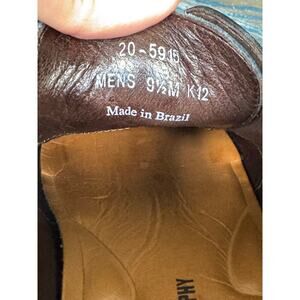 20-5915
MENS 9½M K12
Made in Brazil
PHY